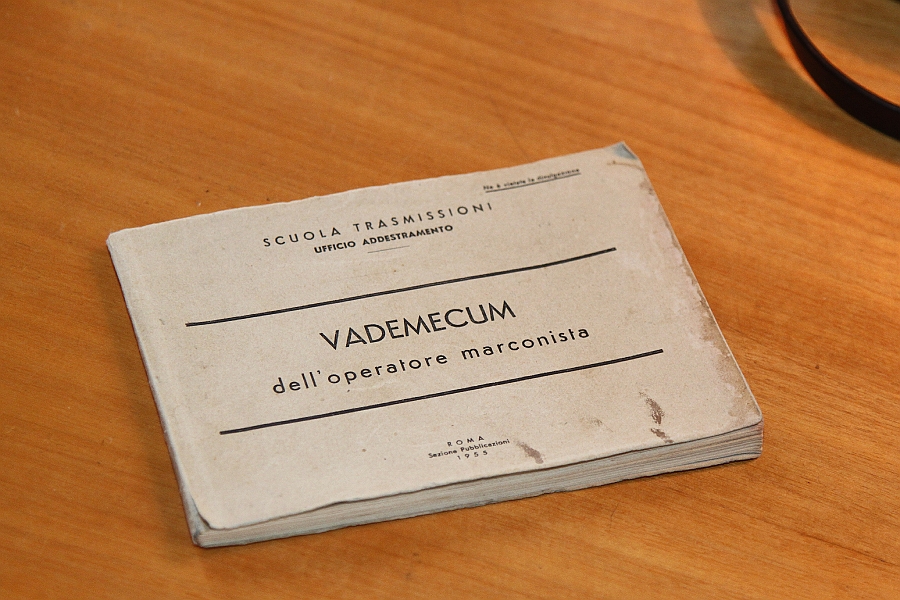 Ne è vietata la divulgazione
SCUOLA TRASMISSIONI
UFFICIO ADDESTRAMENTO
VADEMECUM
dell'operatore marconista
ROMA
Sezione Pubblicazioni
1955